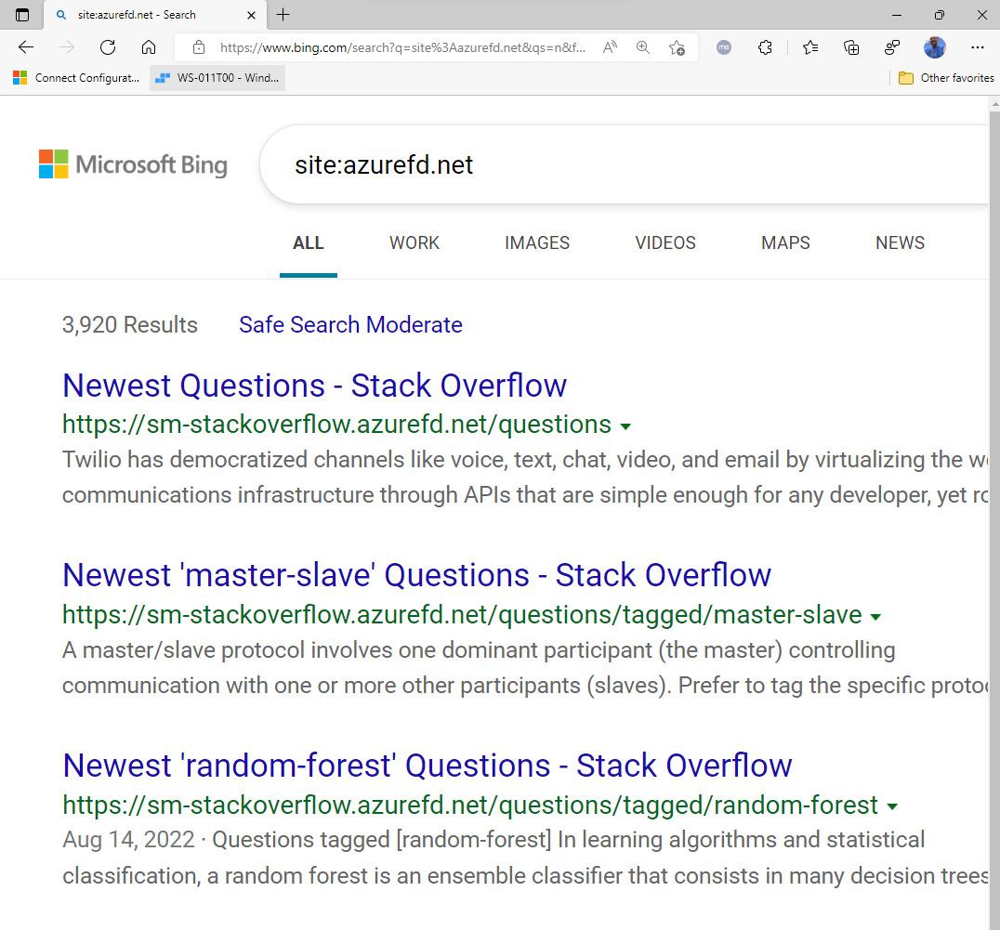 site:azurefd.net - Search
https://www.bing.com/search?q=site%3Aazurefd.net&qs=n&f...
me
Connect Configurat...
WS-011T00 - Wind...
Other favorites
Microsoft Bing
site:azurefd.net
ALL WORK IMAGES VIDEOS MAPS NEWS
3,920 Results Safe Search Moderate
Newest Questions - Stack Overflow
https://sm-stackoverflow.azurefd.net/questions
Twilio has democratized channels like voice, text, chat, video, and email by virtualizing the
communications infrastructure through APIs that are simple enough for any developer, yet
Newest 'master-slave' Questions - Stack Overflow
https://sm-stackoverflow.azurefd.net/questions/tagged/master-slave
A master/slave protocol involves one dominant participant (the master) controlling
communication with one or more other participants (slaves). Prefer to tag the specific
Newest 'random-forest' Questions - Stack Overflow
https://sm-stackoverflow.azurefd.net/questions/tagged/random-forest
Aug 14, 2022 · Questions tagged [random-forest] In learning algorithms and statistical
classification, a random forest is an ensemble classifier that consists in many decision trees